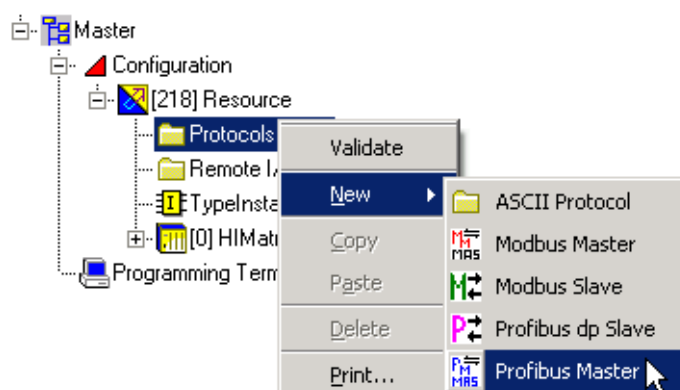 Master
Configuration
[218] Resource
Protocols
Remote I/
TypeInsta
[0] HIMatr
Programming Term
Validate
New
Copy
Paste
Delete
Print...
ASCII Protocol
Modbus Master
Modbus Slave
Profibus dp Slave
Profibus Master